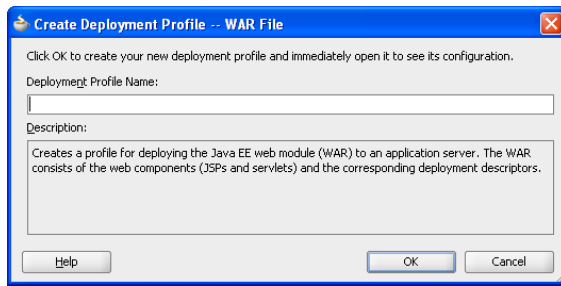 Create Deployment Profile -- WAR File
Click OK to create your new deployment profile and immediately open it to see its configuration.
Deployment Profile Name:
Description:
Creates a profile for deploying the Java EE web module (WAR) to an application server. The WAR
consists of the web components (JSPs and servlets) and the corresponding deployment descriptors.
Help
OK
Cancel